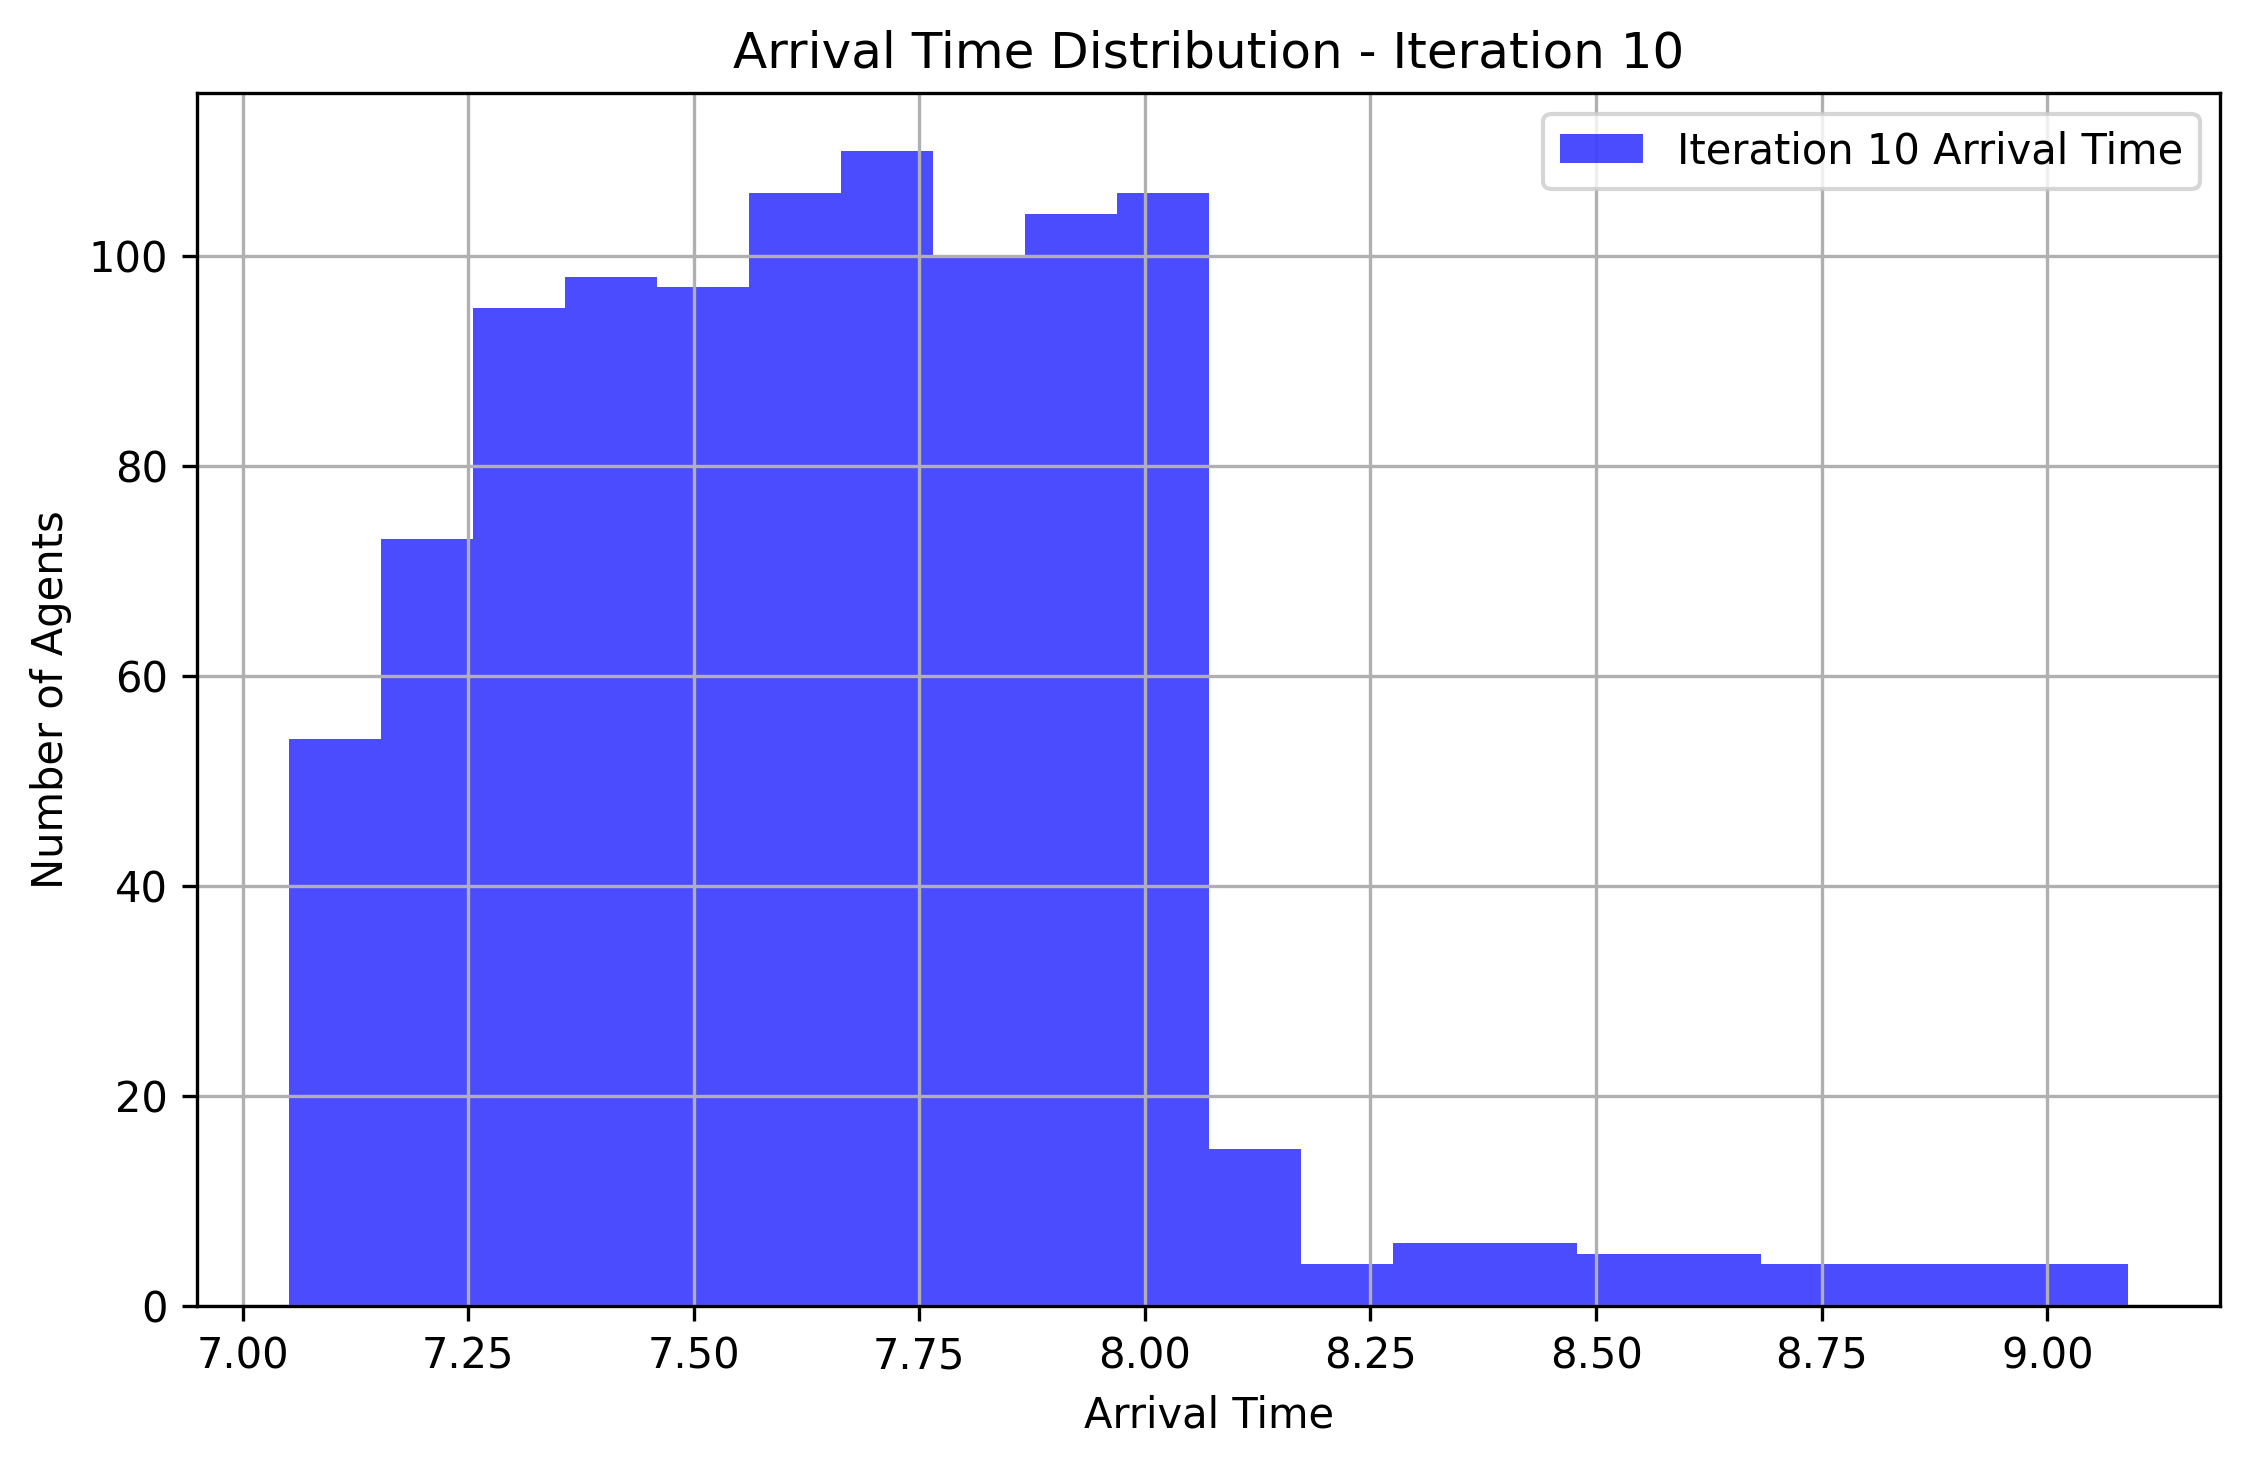 Arrival Time Distribution - Iteration 10
Iteration 10 Arrival Time
Number of Agents
100
80
60
40
20
0
7.00 7.25 7.50 7.75 8.00 8.25 8.50 8.75 9.00
Arrival Time